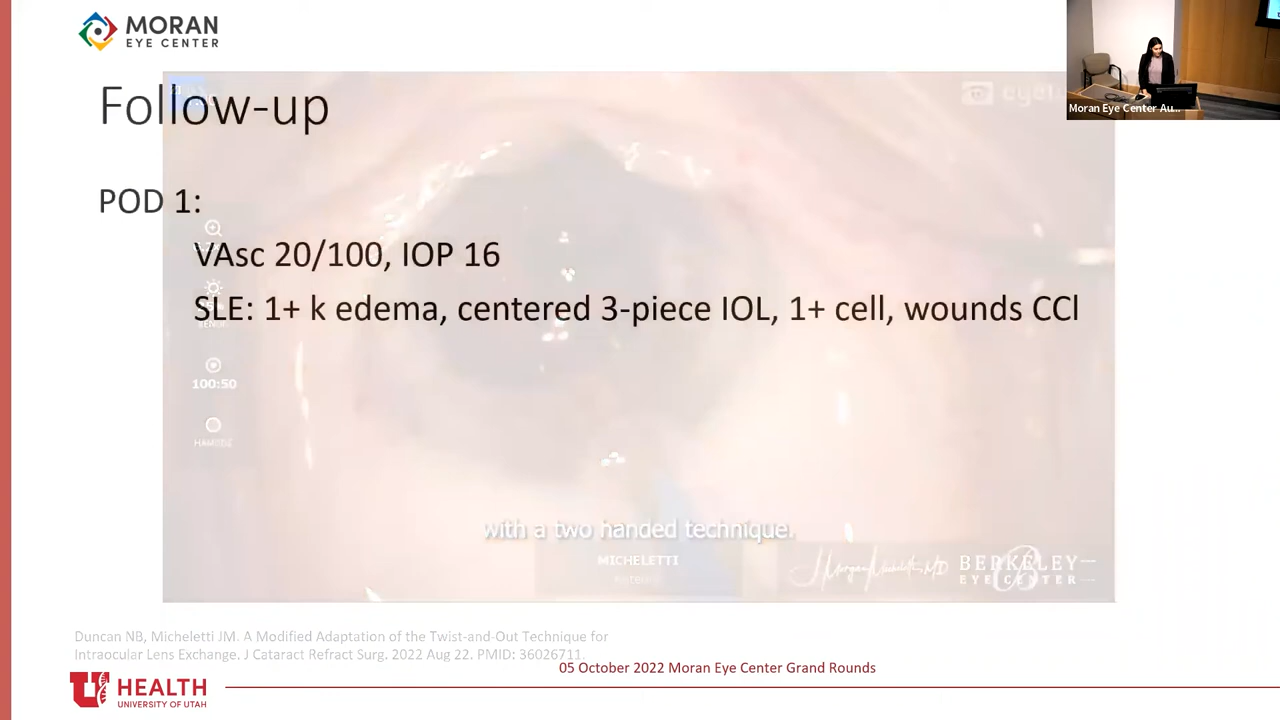 MORAN
EYE CENTER
Follow-up
POD 1:
VAsc 20/100, IOP 16
SLE: 1+ k edema, centered 3-piece IOL, 1+ cell, wounds CCl
100:50
with a two handed technique.
MICHELETTI
BERKELEY
EYE CENTER
Duncan NB, Micheletti JM. A Modified Adaptation of the Twist-and-Out Technique for
Intraocular Lens Exchange. J Cataract Refract Surg. 2022 Aug 22. PMID: 36026711.
05 October 2022 Moran Eye Center Grand Rounds
U HEALTH
UNIVERSITY OF UTAH
Moran Eye Center Au...